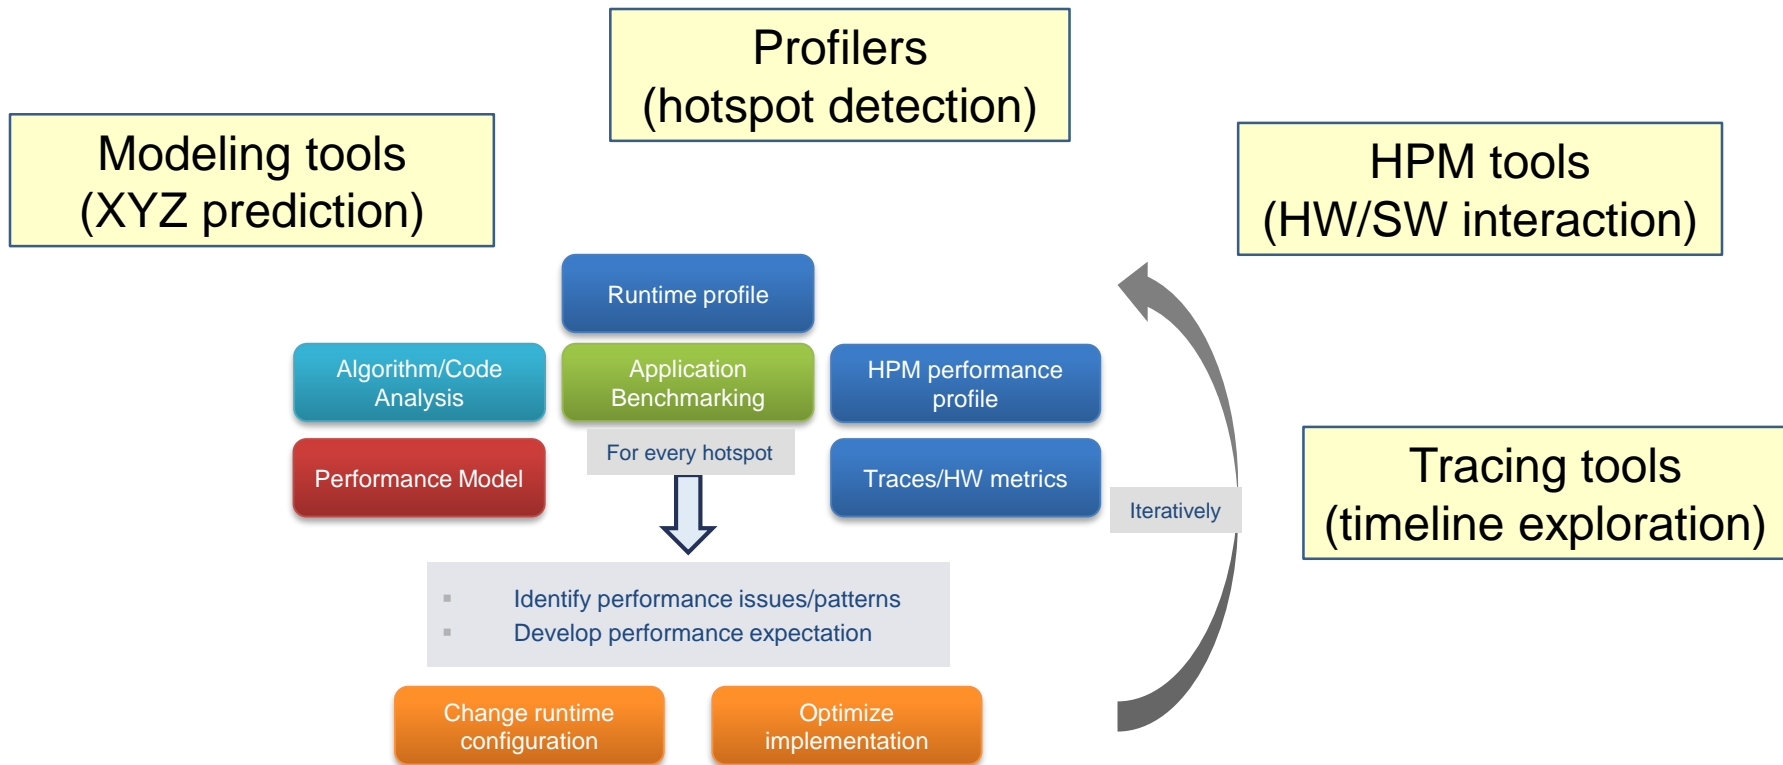 Profilers
(hotspot detection)
Modeling tools
(XYZ prediction)
HPM tools
(HW/SW interaction)
Runtime profile
Algorithm/Code
Analysis
Application
Benchmarking
HPM performance
profile
For every hotspot
Performance Model
Traces/HW metrics
Iteratively
Tracing tools
(timeline exploration)
Identify performance issues/patterns
Develop performance expectation
Change runtime
configuration
Optimize
implementation